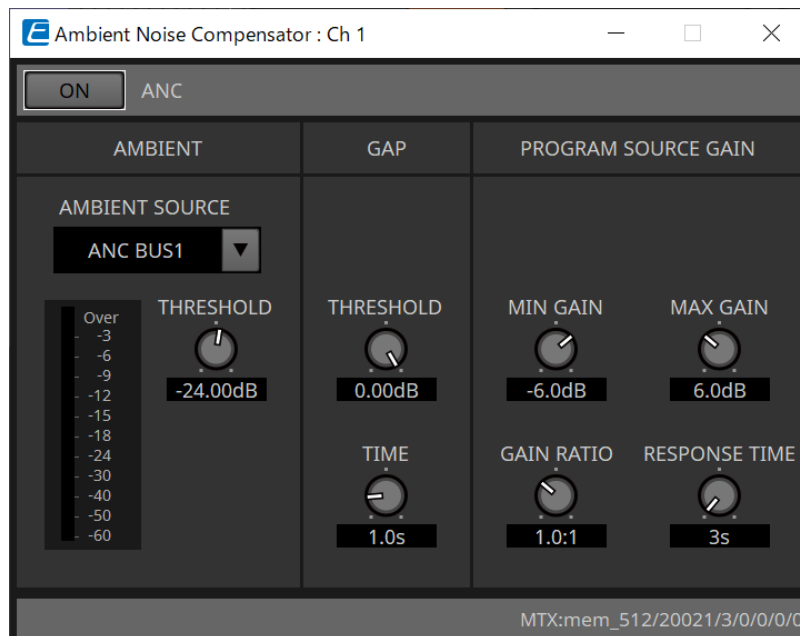 Ambient Noise Compensator : Ch 1
ON ANC
AMBIENT GAP PROGRAM SOURCE GAIN
AMBIENT SOURCE
ANC BUS1
Over
-3
-6
-9
-12
-15
-18
-24
-30
-40
-50
-60
THRESHOLD
-24.00dB
THRESHOLD
0.00dB
TIME
1.0s
MIN GAIN
-6.0dB
MAX GAIN
6.0dB
GAIN RATIO
1.0:1
RESPONSE TIME
3s
MTX:mem_512/20021/3/0/0/0/0